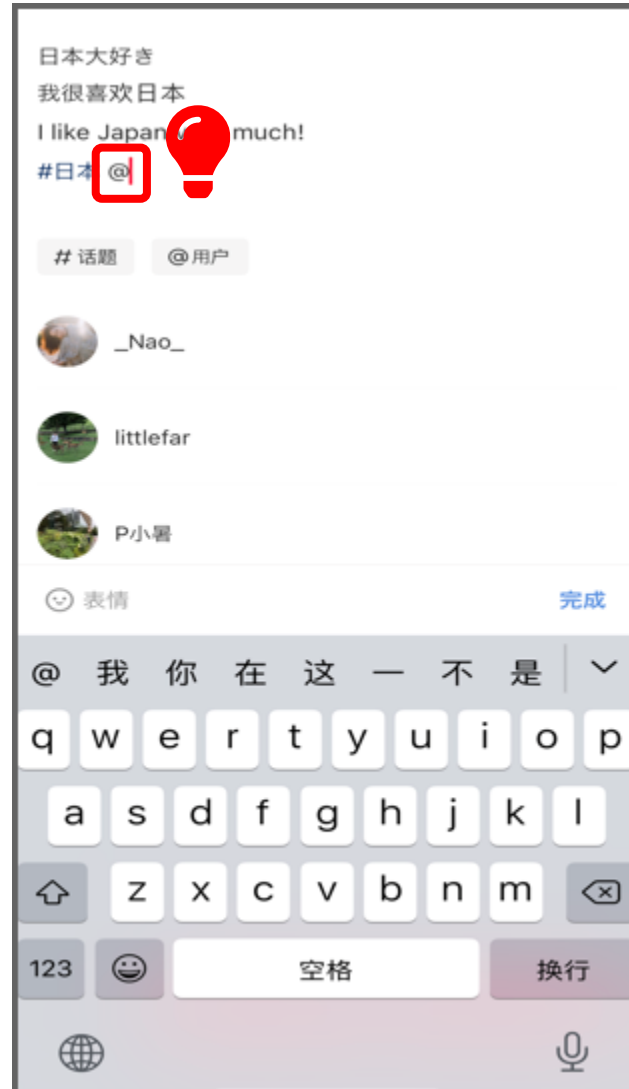 日本大好き
我很喜欢日本
I like Japan much!
#日本 @
# 话题 @用户
_Nao_
littlefar
P小暑
表情 完成
@ 我 你 在 这 一 不 是
q w e r t y u i o p
a s d f g h j k l
z x c v b n m
123 空格 换行